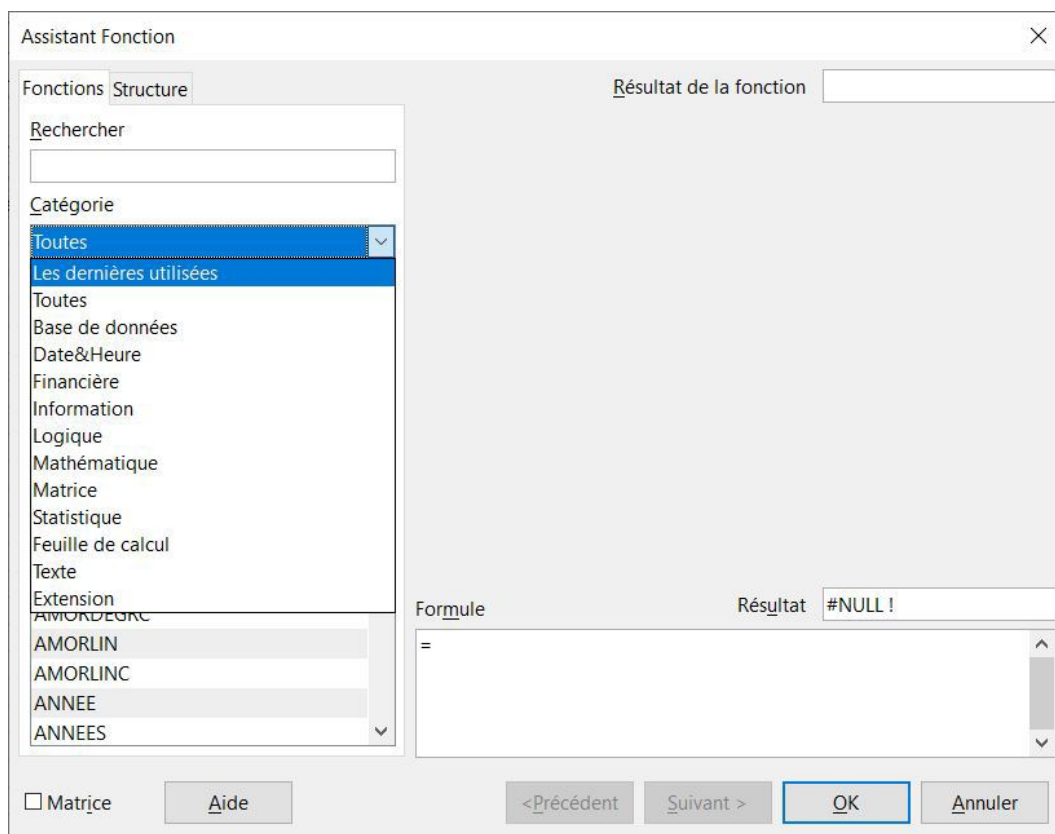 Assistant Fonction
Fonctions Structure
Résultat de la fonction
Rechercher
Catégorie
Toutes
Les dernières utilisées
Toutes
Base de données
Date&Heure
Financière
Information
Logique
Mathématique
Matrice
Statistique
Feuille de calcul
Texte
Extension
AMORDEGRC
AMORLIN
AMORLINC
ANNEE
ANNEES
Formule
Résultat #NULL !
=
Matrice
Aide
<Précédent
Suivant >
OK
Annuler